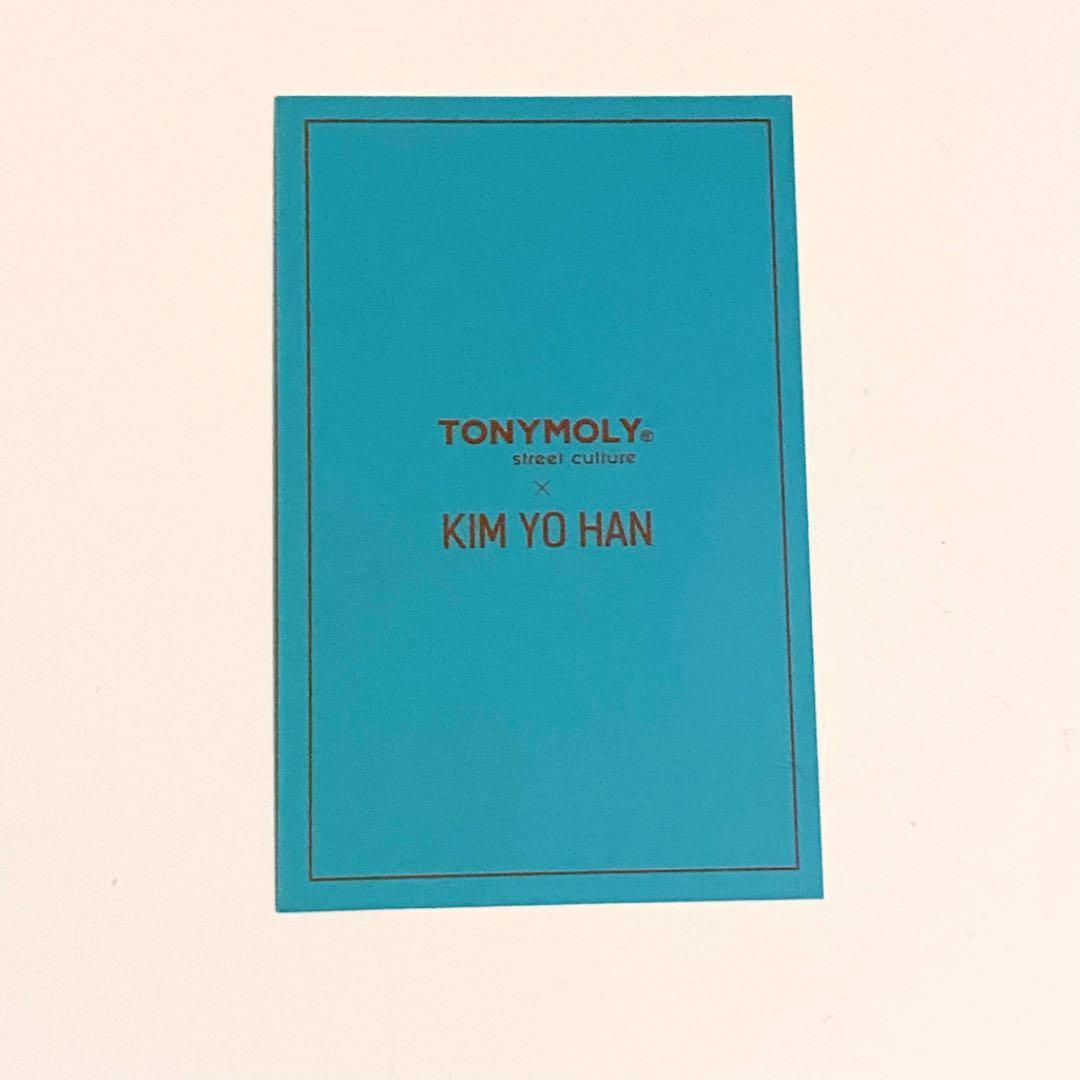 TONYMOLY®
street culture
×
KIM YO HAN